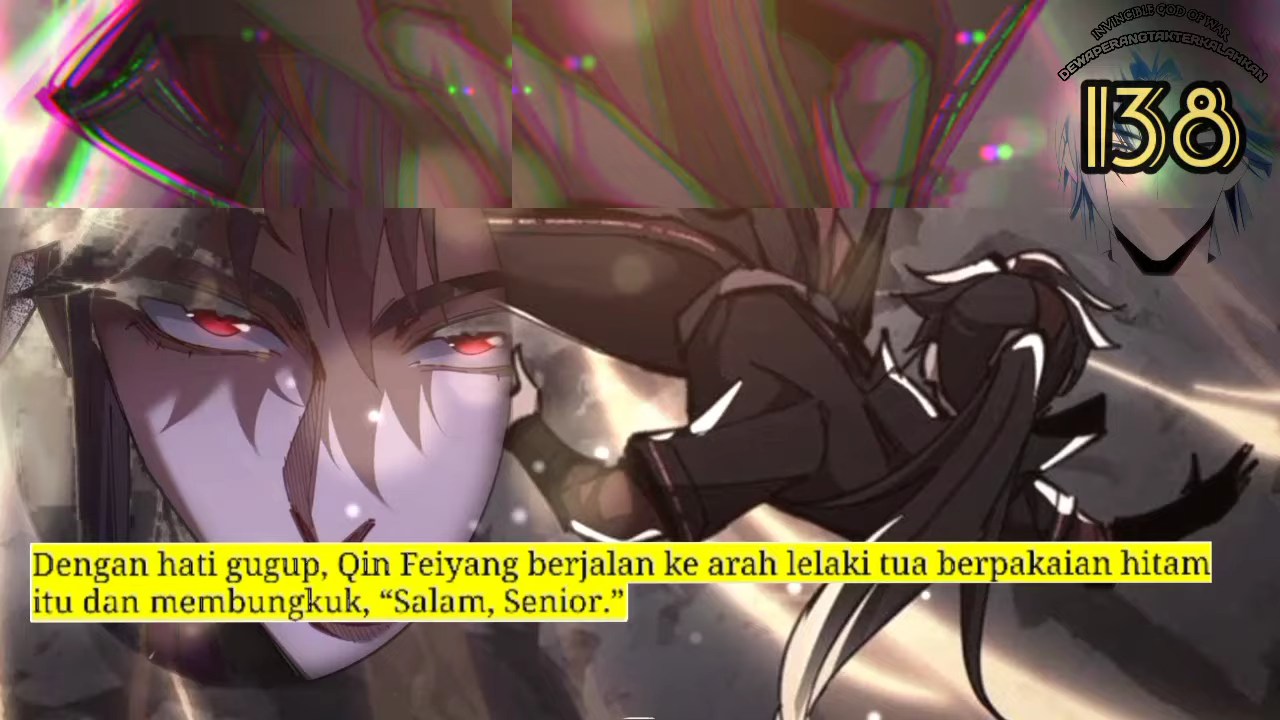 INVINCIBLE GOD OF WAR
DEWAPERANGTAKTERKALAHKAN
138
Dengan hati gugup, Qin Feiyang berjalan ke arah lelaki tua berpakaian hitam
itu dan membungkuk, “Salam, Senior.”